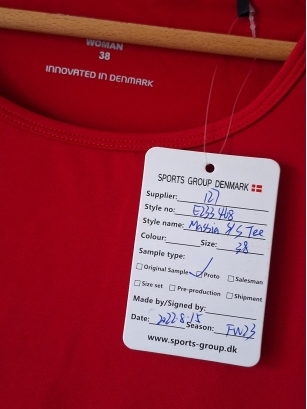 WOMAN
38
INNOVATED IN DENMARK
SPORTS GROUP DENMARK
Supplier: 127
Style no: E233468
Style name: S/S Tee
Colour: Size: 38
Sample type:
Original Sample Proto Salesman
Size set Pre-production Shipment
Made by/Signed by:
Date: 2022-8-15 Season: FW23
www.sports-group.dk